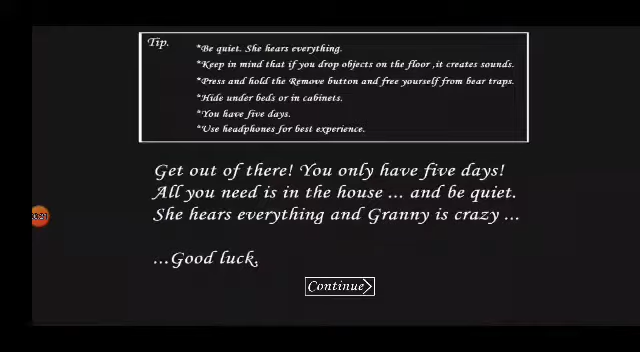 Tip.
*Be quiet. She hears everything.
*Keep in mind that if you drop objects on the floor ,it creates sounds.
*Press and hold the Remove button and free yourself from bear traps.
*Hide under beds or in cabinets.
*You have five days.
*Use headphones for best experience.
Get out of there! You only have five days!
All you need is in the house ... and be quiet.
She hears everything and Granny is crazy ...
...Good luck.
Continue